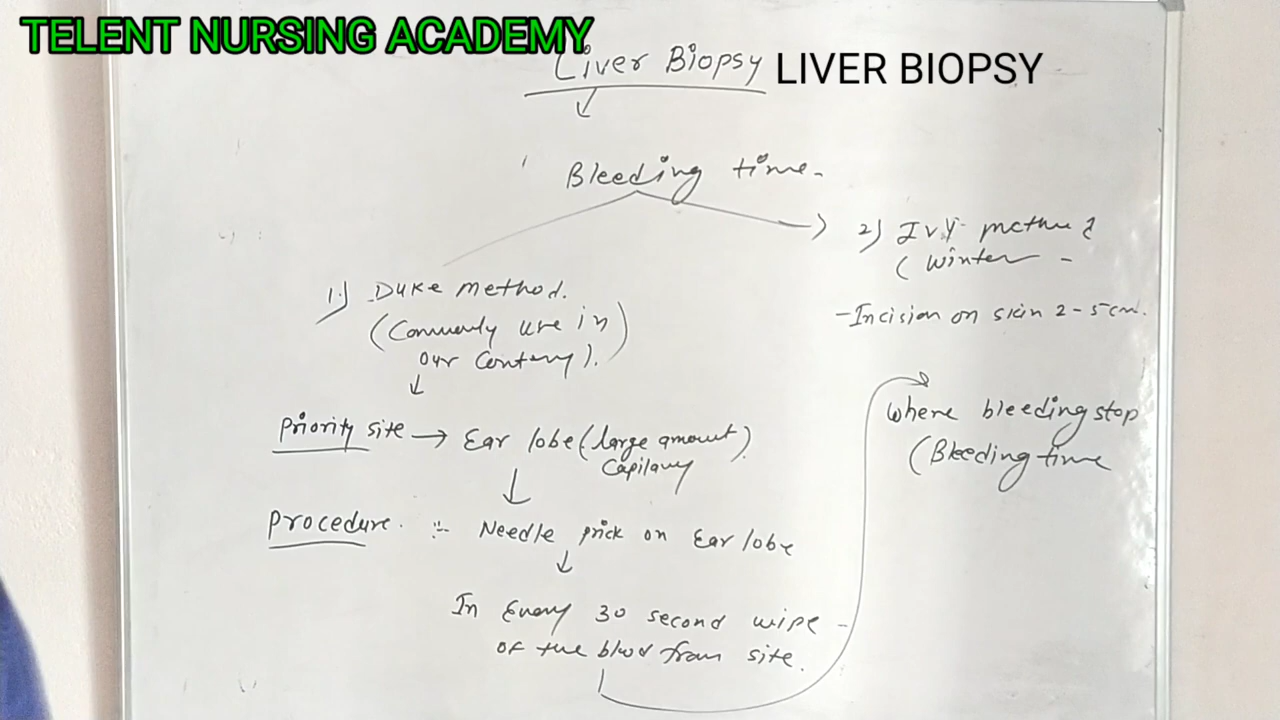 TELENT NURSING ACADEMY
Liver Biopsy LIVER BIOPSY
Bleeding time.
1.) Duke method.
(Commonly use in
our Contery).
Priority site → Ear lobe (large amount)
Capilary
Procedure :- Needle prick on Ear lobe
In Every 30 second wipe -
of the blood from site.
2) Ivy method
(Winter -
- Incision on skin 2-5cm.
Where bleeding stop
(Bleeding time